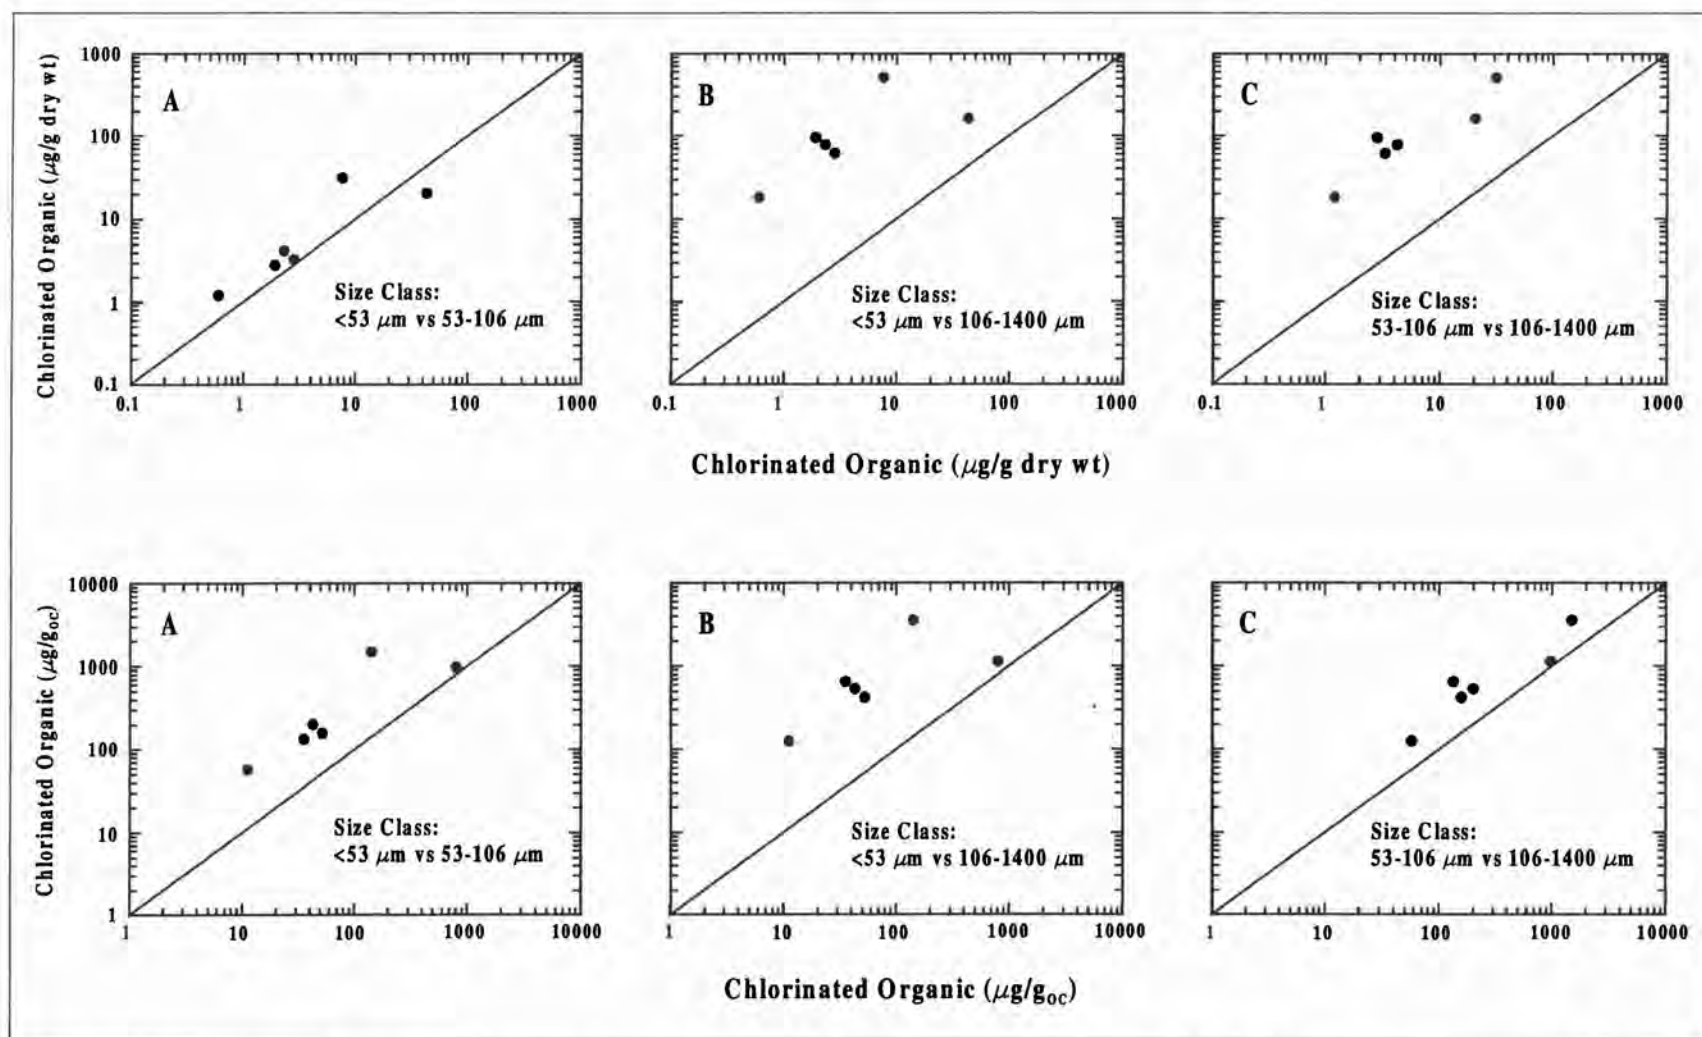 Chlorinated Organic (μg/g dry wt)
1000
100
10
1
0.1
A
Size Class:
<53 μm vs 53-106 μm
0.1 1 10 100 1000
B
Size Class:
<53 μm vs 106-1400 μm
0.1 1 10 100 1000
C
Size Class:
53-106 μm vs 106-1400 μm
0.1 1 10 100 1000
Chlorinated Organic (μg/g dry wt)
Chlorinated Organic (μg/goc)
10000
1000
100
10
1
A
Size Class:
<53 μm vs 53-106 μm
1 10 100 1000 10000
B
Size Class:
<53 μm vs 106-1400 μm
1 10 100 1000 10000
C
Size Class:
53-106 μm vs 106-1400 μm
1 10 100 1000 10000
Chlorinated Organic (μg/goc)